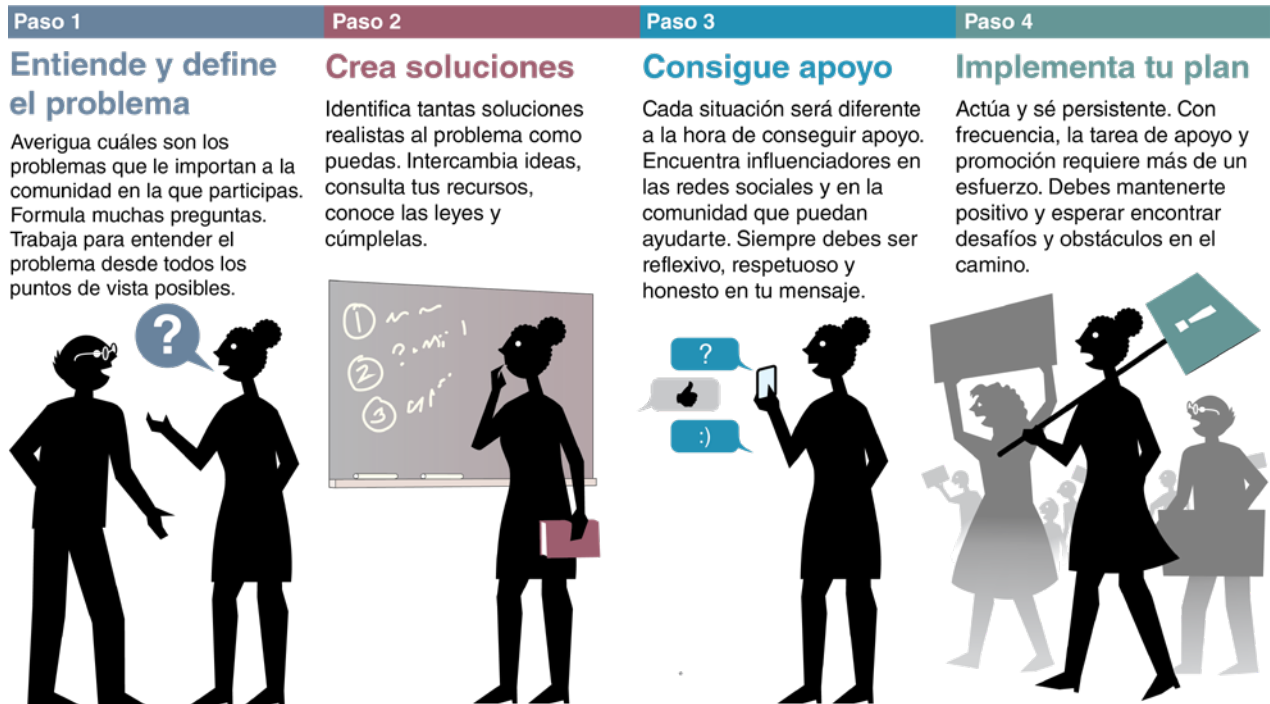 Paso 1
Entiende y define
el problema
Averigua cuáles son los
problemas que le importan a la
comunidad en la que participas.
Formula muchas preguntas.
Trabaja para entender el
problema desde todos los
puntos de vista posibles.
?
Paso 2
Crea soluciones
Identifica tantas soluciones
realistas al problema como
puedas. Intercambia ideas,
consulta tus recursos,
conoce las leyes y
cúmplelas.
1
2
3
Paso 3
Consigue apoyo
Cada situación será diferente
a la hora de conseguir apoyo.
Encuentra influenciadores en
las redes sociales y en la
comunidad que puedan
ayudarte. Siempre debes ser
reflexivo, respetuoso y
honesto en tu mensaje.
?
:)
Paso 4
Implementa tu plan
Actúa y sé persistente. Con
frecuencia, la tarea de apoyo y
promoción requiere más de un
esfuerzo. Debes mantenerte
positivo y esperar encontrar
desafíos y obstáculos en el
camino.
!